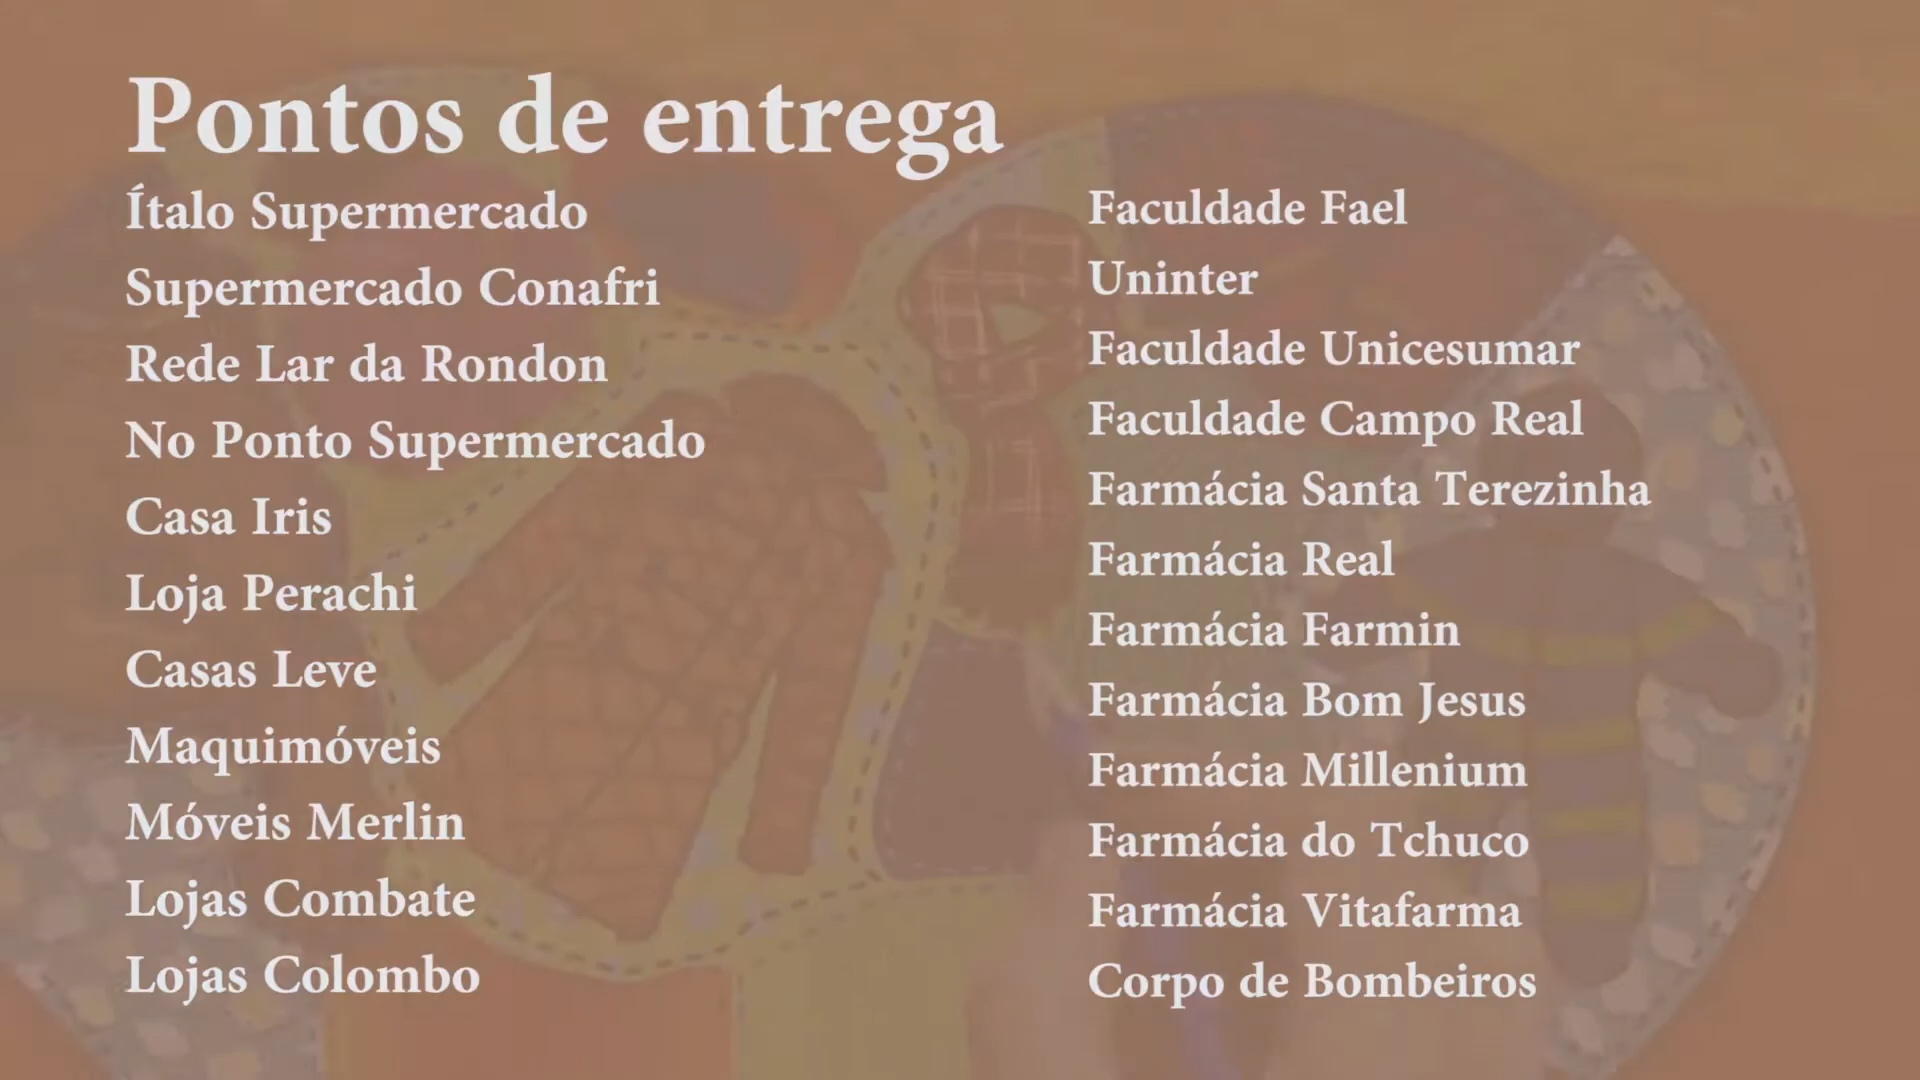 Pontos de entrega
Ítalo Supermercado
Supermercado Conafri
Rede Lar da Rondon
No Ponto Supermercado
Casa Iris
Loja Perachi
Casas Leve
Maquimóveis
Móveis Merlin
Lojas Combate
Lojas Colombo
Faculdade Fael
Uninter
Faculdade Unicesumar
Faculdade Campo Real
Farmácia Santa Terezinha
Farmácia Real
Farmácia Farmin
Farmácia Bom Jesus
Farmácia Millenium
Farmácia do Tchuco
Farmácia Vitafarma
Corpo de Bombeiros